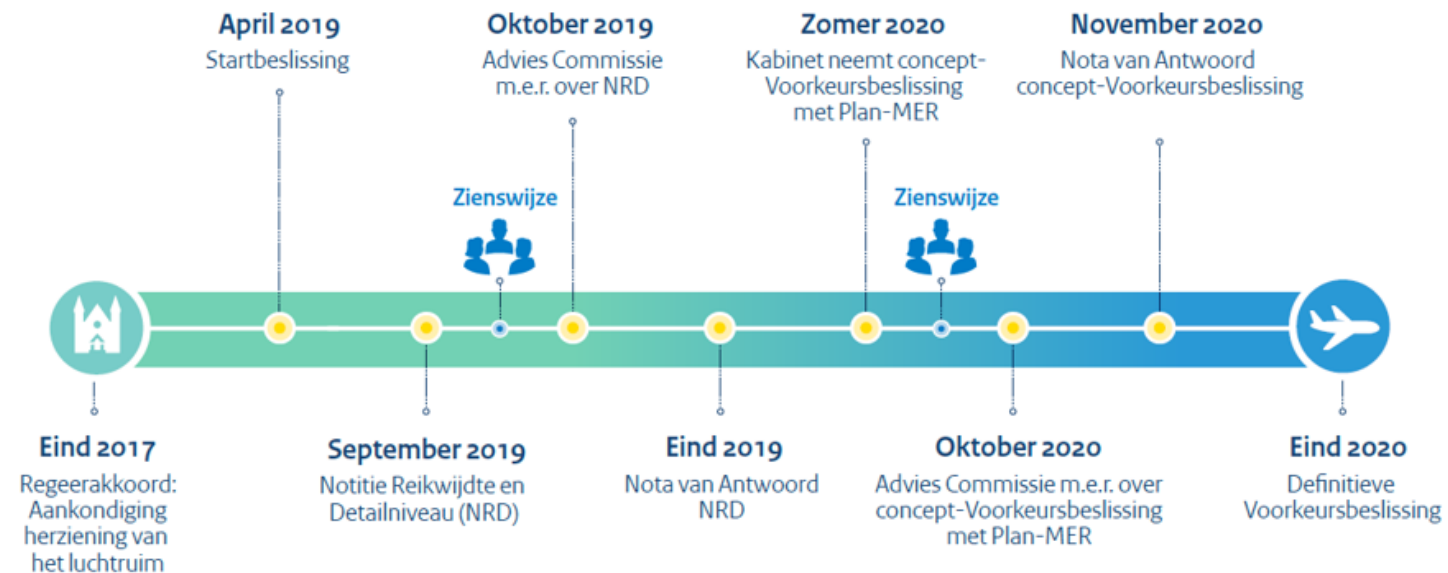 April 2019
Startbeslissing
Oktober 2019
Advies Commissie
m.e.r. over NRD
Zomer 2020
Kabinet neemt concept-
Voorkeursbeslissing
met Plan-MER
November 2020
Nota van Antwoord
concept-Voorkeursbeslissing
Zienswijze
Zienswijze
Eind 2017
Regeerakkoord:
Aankondiging
herziening van
het luchtruim
September 2019
Notitie Reikwijdte en
Detailniveau (NRD)
Eind 2019
Nota van Antwoord
NRD
Oktober 2020
Advies Commissie m.e.r. over
concept-Voorkeursbeslissing
met Plan-MER
Eind 2020
Definitieve
Voorkeursbeslissing